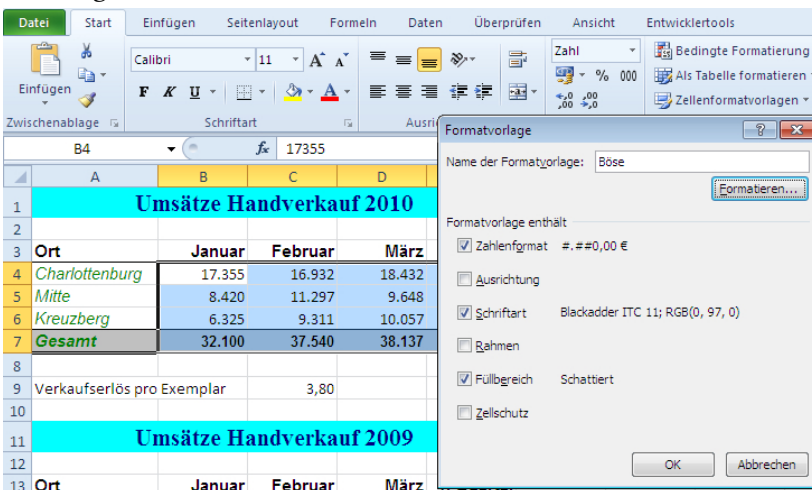 Datei Start Einfügen Seitenlayout Formeln Daten Überprüfen Ansicht Entwicklertools
Calibri 11 A A Zahl Bedingte Formatierung
Einfügen F K U A % 000 Als Tabelle formatieren
,0 ,00 ,00 ,0 Zellenformatvorlagen
Zwischenablage Schriftart
B4 fx 17355
A B C D
1 Umsätze Handverkauf 2010
2
3 Ort Januar Februar März
4 Charlottenburg 17.355 16.932 18.432
5 Mitte 8.420 11.297 9.648
6 Kreuzberg 6.325 9.311 10.057
7 Gesamt 32.100 37.540 38.137
8
9 Verkaufserlös pro Exemplar 3,80
10
11 Umsätze Handverkauf 2009
12
13 Ort Januar Februar März
Formatvorlage
Name der Formatvorlage: Böse
Formatieren...
Formatvorlage enthält
Zahlenformat #.##0,00 €
Ausrichtung
Schriftart Blackadder ITC 11; RGB(0, 97, 0)
Rahmen
Füllbereich Schattiert
Zellschutz
OK Abbrechen